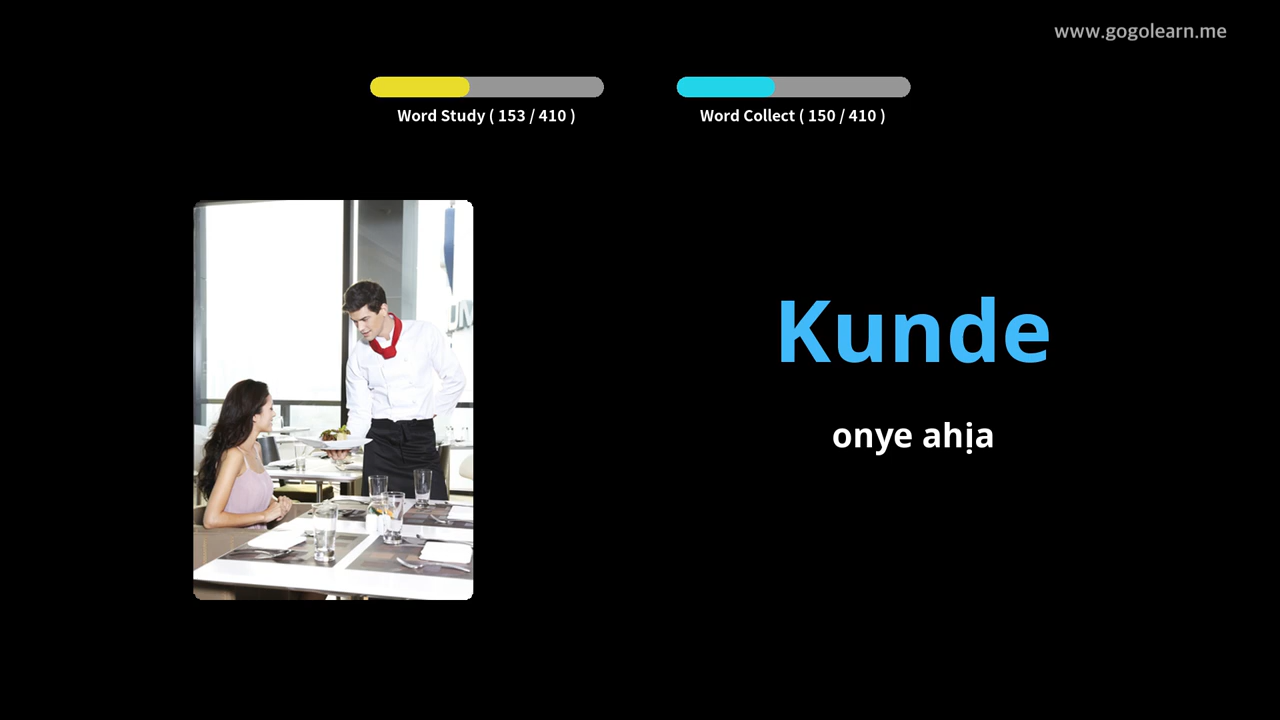 www.gogolearn.me
Word Study ( 153 / 410 )
Word Collect ( 150 / 410 )
Kunde
onye ahịa